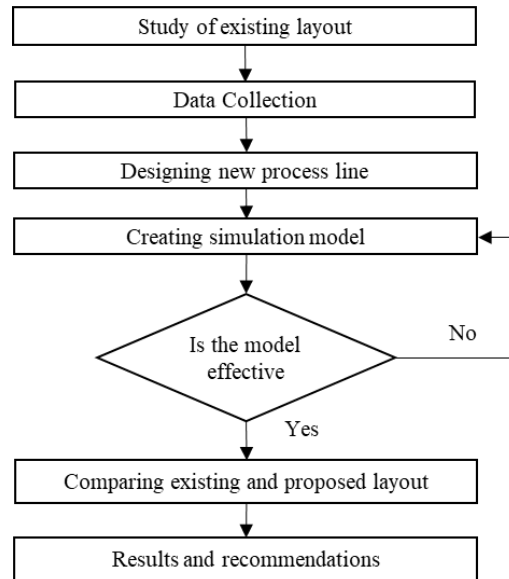 Study of existing layout
Data Collection
Designing new process line
Creating simulation model
Is the model
effective
No
Yes
Comparing existing and proposed layout
Results and recommendations